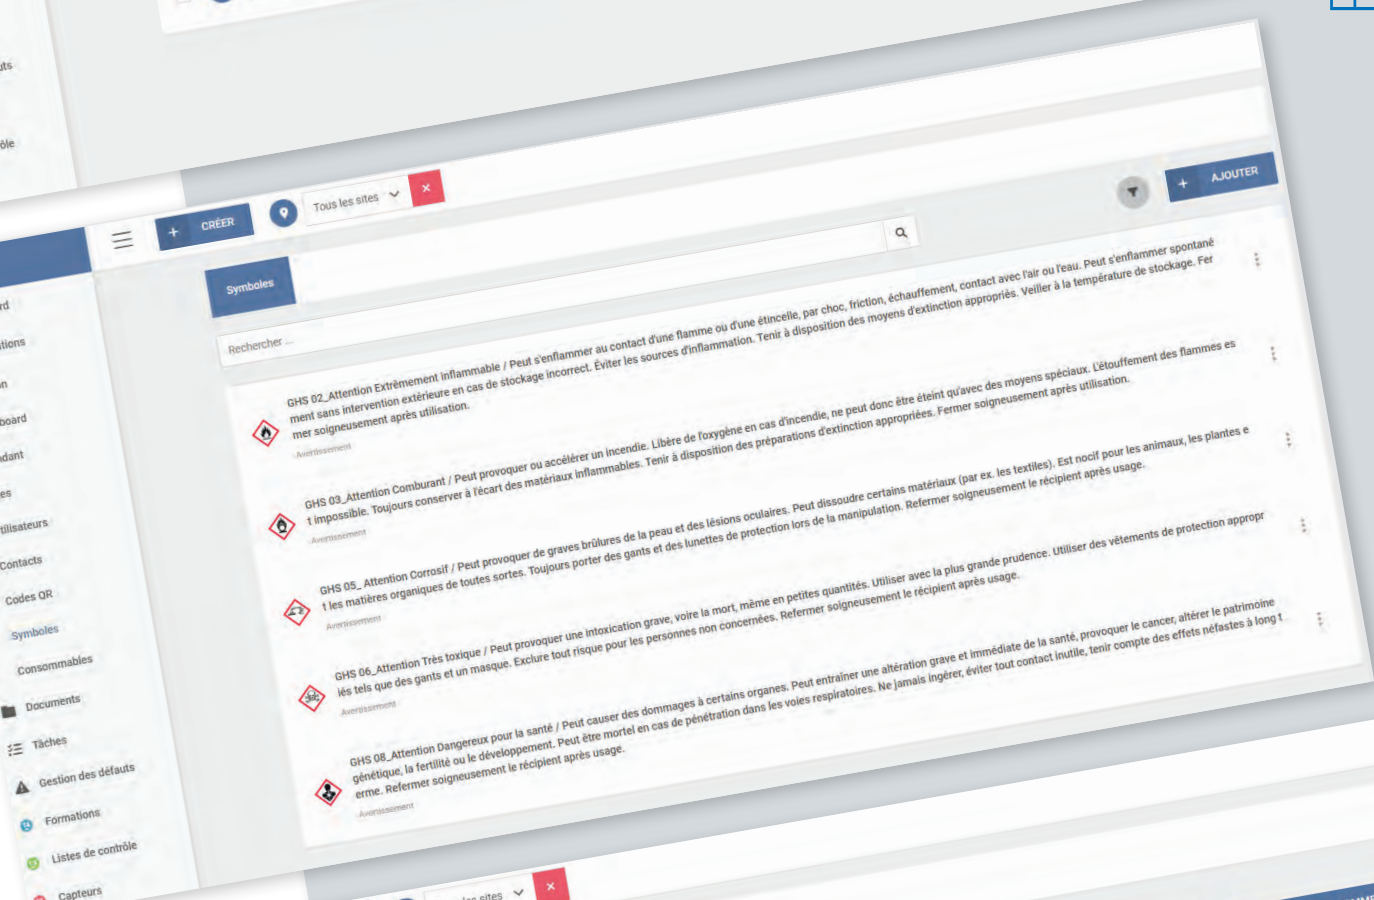 ôle
CRÉER
Tous les sites
AJOUTER
Symboles
Rechercher ...
GHS 02_Attention Extrêmement inflammable / Peut s'enflammer au contact d'une flamme ou d'une étincelle, par choc, friction, échauffement, contact avec l'air ou l'eau. Peut s'enflammer spontané
ment sans intervention extérieure en cas de stockage incorrect. Éviter les sources d'inflammation. Tenir à disposition des moyens d'extinction appropriés. Veiller à la température de stockage. Fer
mer soigneusement après utilisation.
Avertissement
GHS 03_Attention Comburant / Peut provoquer ou accélérer un incendie. Libère de l'oxygène en cas d'incendie, ne peut donc être éteint qu'avec des moyens spéciaux. L'étouffement des flammes es
t impossible. Toujours conserver à l'écart des matériaux inflammables. Tenir à disposition des préparations d'extinction appropriées. Fermer soigneusement après utilisation.
Avertissement
GHS 05_ Attention Corrosif / Peut provoquer de graves brûlures de la peau et des lésions oculaires. Peut dissoudre certains matériaux (par ex. les textiles). Est nocif pour les animaux, les plantes e
t les matières organiques de toutes sortes. Toujours porter des gants et des lunettes de protection lors de la manipulation. Refermer soigneusement le récipient après usage.
Avertissement
GHS 06_Attention Très toxique / Peut provoquer une intoxication grave, voire la mort, même en petites quantités. Utiliser avec la plus grande prudence. Utiliser des vêtements de protection appropr
iés tels que des gants et un masque. Exclure tout risque pour les personnes non concernées. Refermer soigneusement le récipient après usage.
Avertissement
GHS 08_Attention Dangereux pour la santé / Peut causer des dommages à certains organes. Peut entraîner une altération grave et immédiate de la santé, provoquer le cancer, altérer le patrimoine
génétique, la fertilité ou le développement. Peut être mortel en cas de pénétration dans les voies respiratoires. Ne jamais ingérer, éviter tout contact inutile, tenir compte des effets néfastes à long t
erme. Refermer soigneusement le récipient après usage.
Avertissement
rd
tions
on
board
dant
es
tilisateurs
Contacts
Codes QR
Symboles
Consommables
Documents
Tâches
Gestion des défauts
Formations
Listes de contrôle
Capteurs
les sites